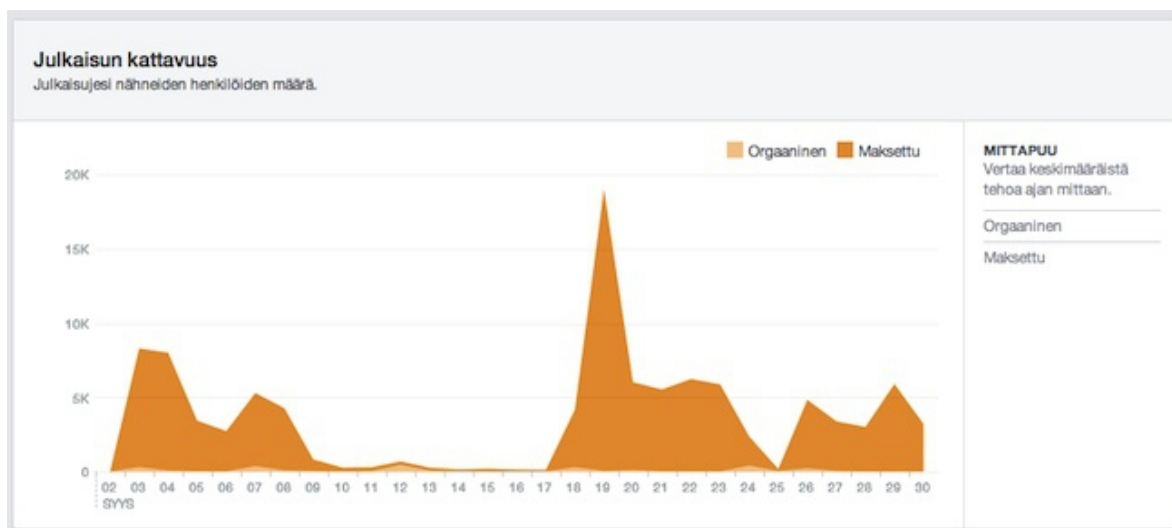 Julkaisun kattavuus
Julkaisujesi nähneiden henkilöiden määrä.
Orgaaninen Maksettu
20K
15K
10K
5K
0
02 03 04 05 06 07 08 09 10 11 12 13 14 15 16 17 18 19 20 21 22 23 24 25 26 27 28 29 30
SYYS
MITTAPUU
Vertaa keskimääräistä
tehoa ajan mittaan.
Orgaaninen
Maksettu